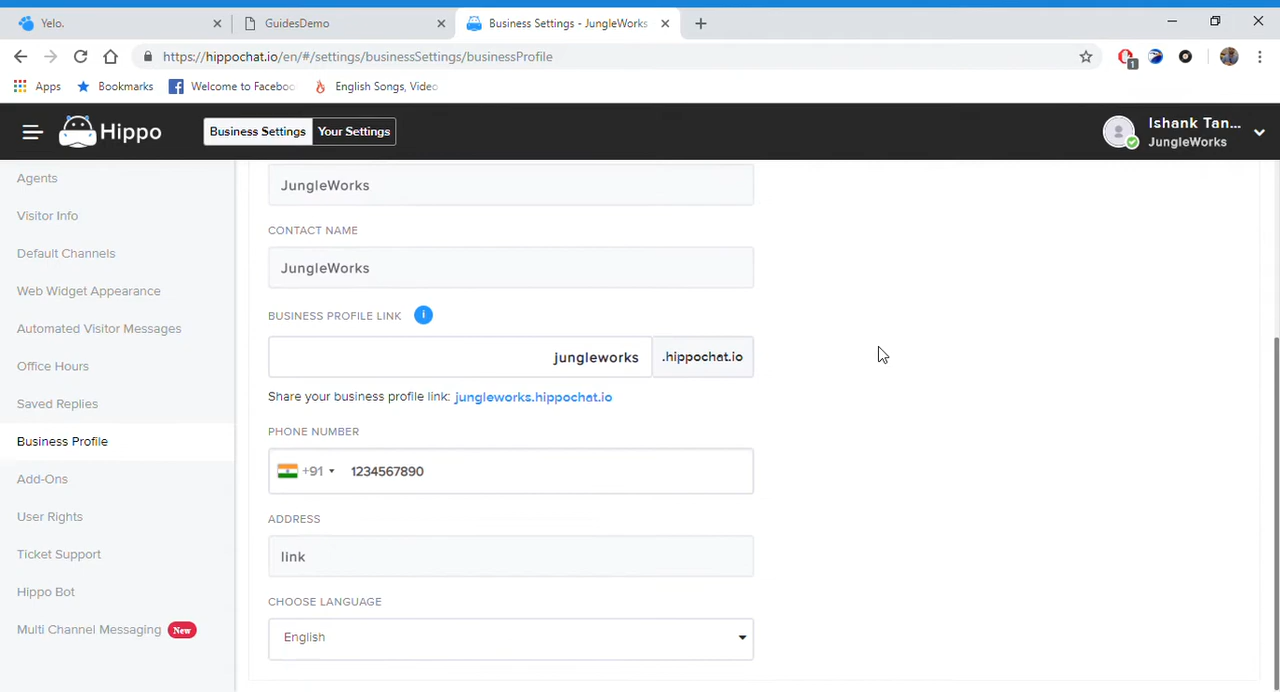 Yelo.
GuidesDemo
Business Settings - JungleWorks
https://hippochat.io/en/#/settings/businessSettings/businessProfile
1
Apps
Bookmarks
Welcome to Faceboo
English Songs, Video
Hippo
Business Settings
Your Settings
Ishank Tan...
JungleWorks
Agents
Visitor Info
Default Channels
Web Widget Appearance
Automated Visitor Messages
Office Hours
Saved Replies
Business Profile
Add-Ons
User Rights
Ticket Support
Hippo Bot
Multi Channel Messaging New
JungleWorks
CONTACT NAME
JungleWorks
BUSINESS PROFILE LINK i
jungleworks .hippochat.io
Share your business profile link: jungleworks.hippochat.io
PHONE NUMBER
+91 1234567890
ADDRESS
link
CHOOSE LANGUAGE
English